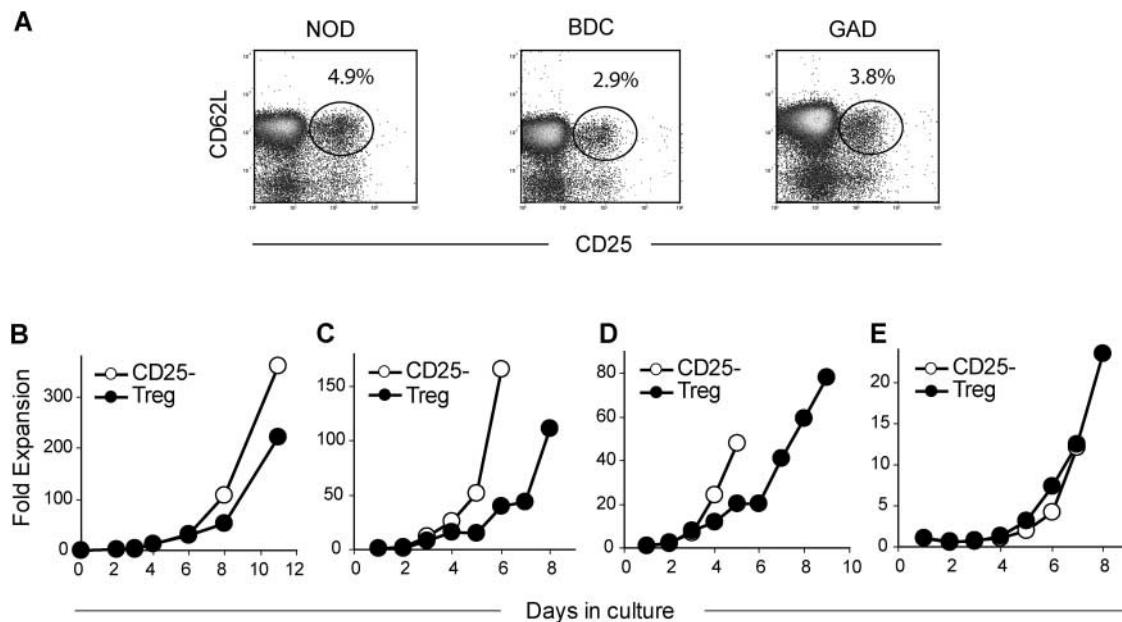 A
NOD
BDC
GAD
4.9%
2.9%
3.8%
CD62L
CD25
B
C
D
E
CD25-
Treg
CD25-
Treg
CD25-
Treg
CD25-
Treg
Fold Expansion
300
200
100
0
0 2 4 6 8 10 12
150
100
50
0
0 2 4 6 8
80
60
40
20
0
0 2 4 6 8 10
20
15
10
5
0
0 2 4 6 8
Days in culture